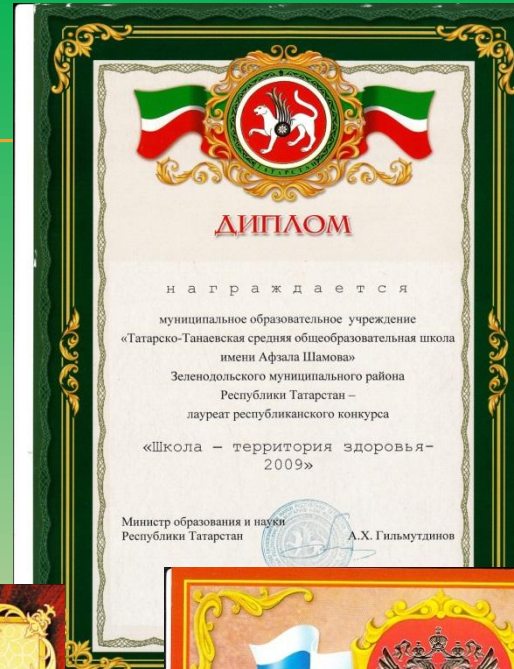 ТАТАРСТАН
ДИПЛОМ
награждается
муниципальное образовательное учреждение
«Татарско-Танаевская средняя общеобразовательная школа
имени Афзала Шамова»
Зеленодольского муниципального района
Республики Татарстан –
лауреат республиканского конкурса
«Школа – территория здоровья-
2009»
Министр образования и науки
Республики Татарстан А.Х. Гильмутдинов